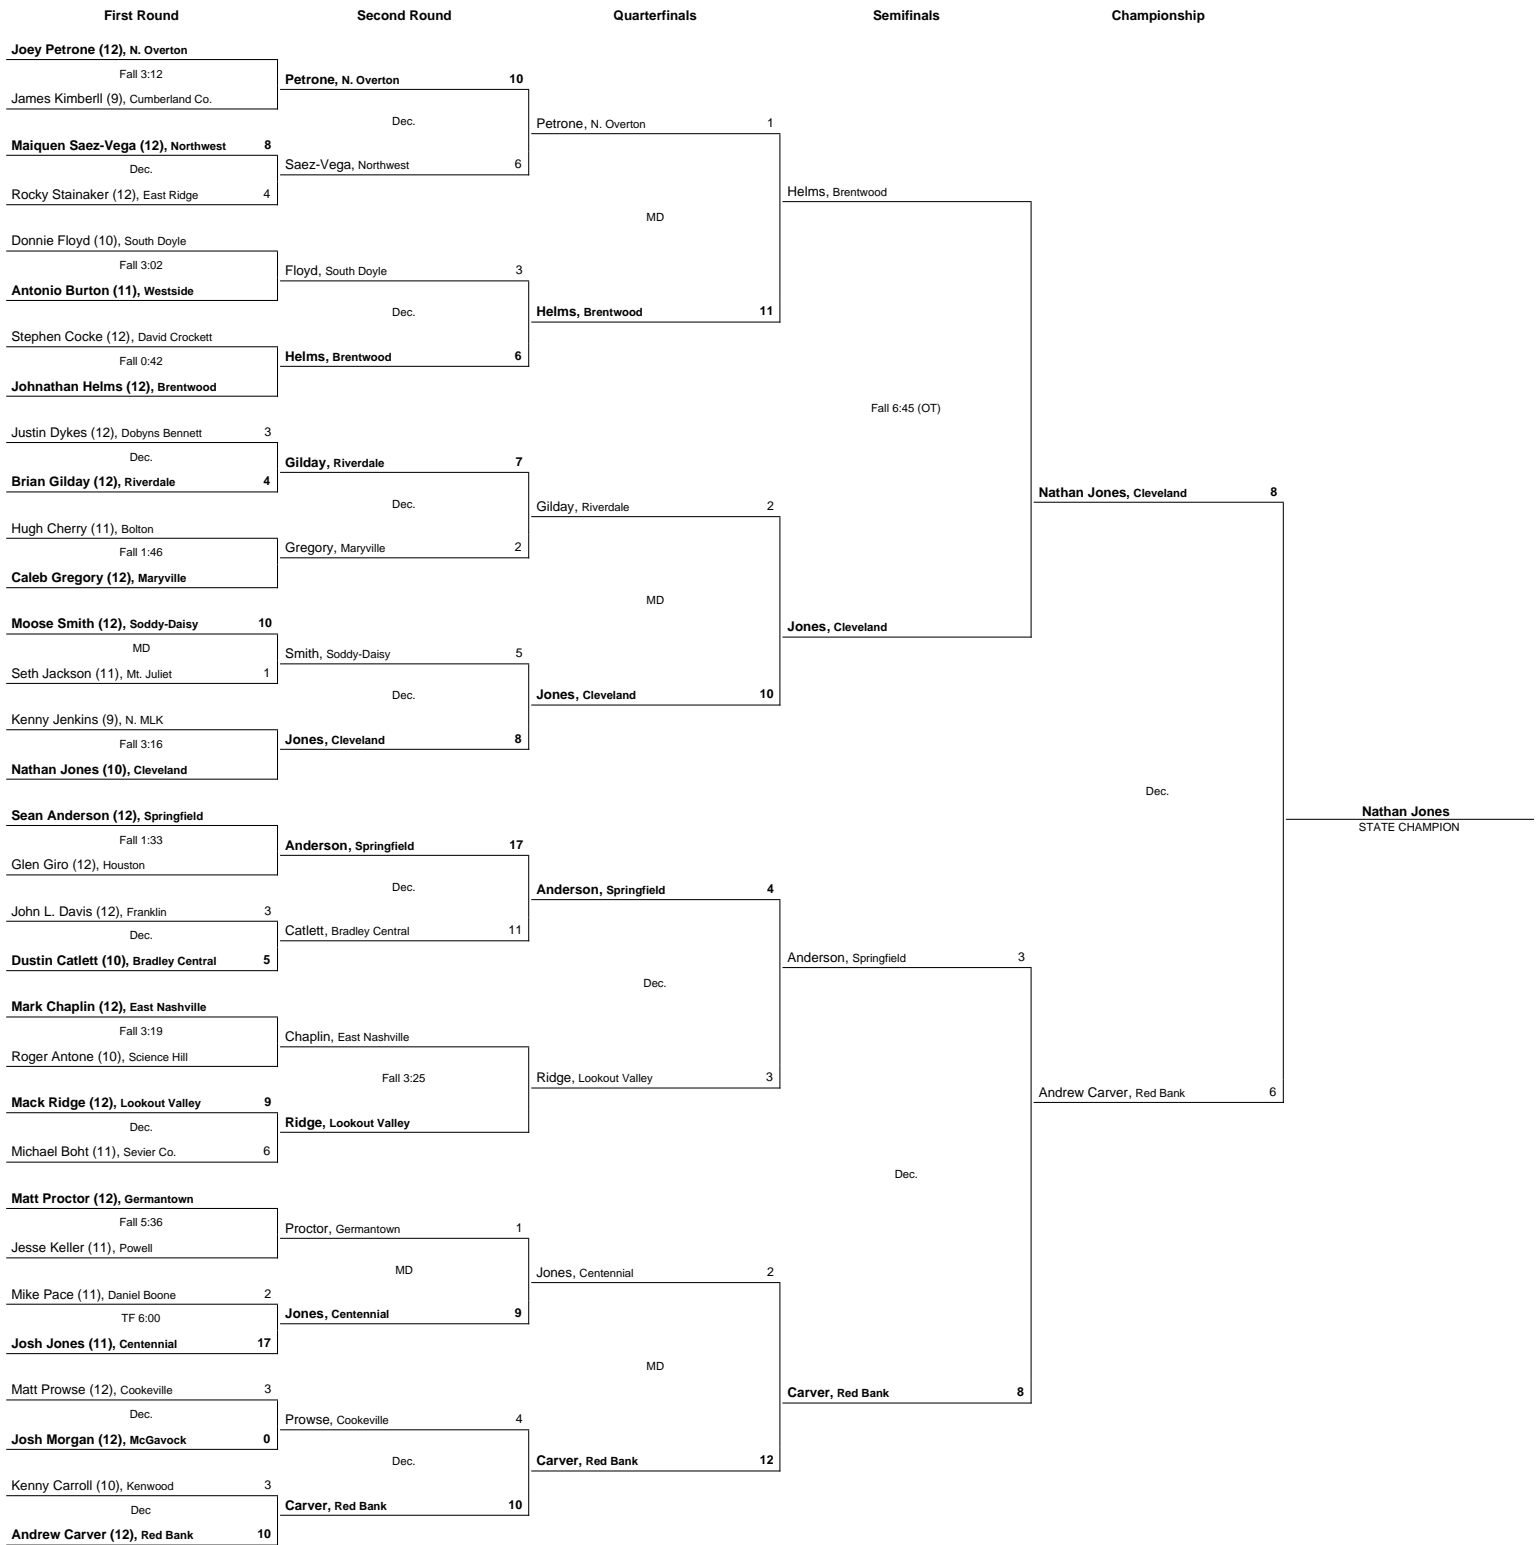 First Round
Second Round
Quarterfinals
Semifinals
Championship
Joey Petrone (12), N. Overton
Fall 3:12
James Kimberll (9), Cumberland Co.
Maiquen Saez-Vega (12), Northwest 8
Dec.
Rocky Stainaker (12), East Ridge 4
Donnie Floyd (10), South Doyle
Fall 3:02
Antonio Burton (11), Westside
Stephen Cocke (12), David Crockett
Fall 0:42
Johnathan Helms (12), Brentwood
Justin Dykes (12), Dobyns Bennett 3
Dec.
Brian Gilday (12), Riverdale 4
Hugh Cherry (11), Bolton
Fall 1:46
Caleb Gregory (12), Maryville
Moose Smith (12), Soddy-Daisy 10
MD
Seth Jackson (11), Mt. Juliet 1
Kenny Jenkins (9), N. MLK
Fall 3:16
Nathan Jones (10), Cleveland
Sean Anderson (12), Springfield
Fall 1:33
Glen Giro (12), Houston
John L. Davis (12), Franklin 3
Dec.
Dustin Catlett (10), Bradley Central 5
Mark Chaplin (12), East Nashville
Fall 3:19
Roger Antone (10), Science Hill
Mack Ridge (12), Lookout Valley 9
Dec.
Michael Boht (11), Sevier Co. 6
Matt Proctor (12), Germantown
Fall 5:36
Jesse Keller (11), Powell
Mike Pace (11), Daniel Boone 2
TF 6:00
Josh Jones (11), Centennial 17
Matt Prowse (12), Cookeville 3
Dec.
Josh Morgan (12), McGavock 0
Kenny Carroll (10), Kenwood 3
Dec
Andrew Carver (12), Red Bank 10
Petrone, N. Overton 10
Dec.
Saez-Vega, Northwest 6
Floyd, South Doyle 3
Dec.
Helms, Brentwood 6
Gilday, Riverdale 7
Dec.
Gregory, Maryville 2
Smith, Soddy-Daisy 5
Dec.
Jones, Cleveland 8
Anderson, Springfield 17
Dec.
Catlett, Bradley Central 11
Chaplin, East Nashville
Fall 3:25
Ridge, Lookout Valley
Proctor, Germantown 1
MD
Jones, Centennial 9
Prowse, Cookeville 4
Dec.
Carver, Red Bank 10
Petrone, N. Overton 1
MD
Helms, Brentwood 11
Gilday, Riverdale 2
MD
Jones, Cleveland 10
Anderson, Springfield 4
Dec.
Ridge, Lookout Valley 3
Jones, Centennial 2
MD
Carver, Red Bank 12
Helms, Brentwood
Fall 6:45 (OT)
Jones, Cleveland
Anderson, Springfield 3
Dec.
Carver, Red Bank 8
Nathan Jones, Cleveland 8
Dec.
Andrew Carver, Red Bank 6
Nathan Jones
STATE CHAMPION